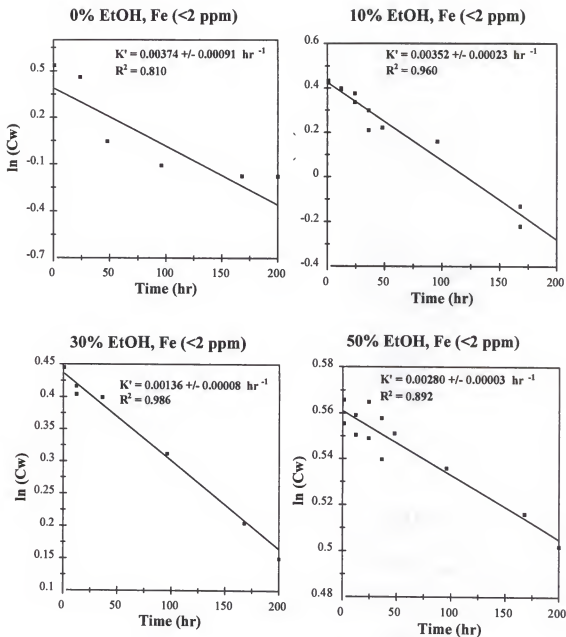 0% EtOH, Fe (<2 ppm)
K' = 0.00374 +/- 0.00091 hr -1
R2 = 0.810
0.5
0.2
-0.1
-0.4
-0.7
ln (Cw)
0 50 100 150 200
Time (hr)
10% EtOH, Fe (<2 ppm)
K' = 0.00352 +/- 0.00023 hr -1
R2 = 0.960
0.6
0.4
0.2
0
-0.2
-0.4
ln (Cw)
0 50 100 150 200
Time (hr)
30% EtOH, Fe (<2 ppm)
K' = 0.00136 +/- 0.00008 hr -1
R2 = 0.986
0.45
0.4
0.35
0.3
0.25
0.2
0.15
0.1
ln (Cw)
0 50 100 150 200
Time (hr)
50% EtOH, Fe (<2 ppm)
K' = 0.00280 +/- 0.00003 hr -1
R2 = 0.892
0.58
0.56
0.54
0.52
0.5
0.48
ln (Cw)
0 50 100 150 200
Time (hr)